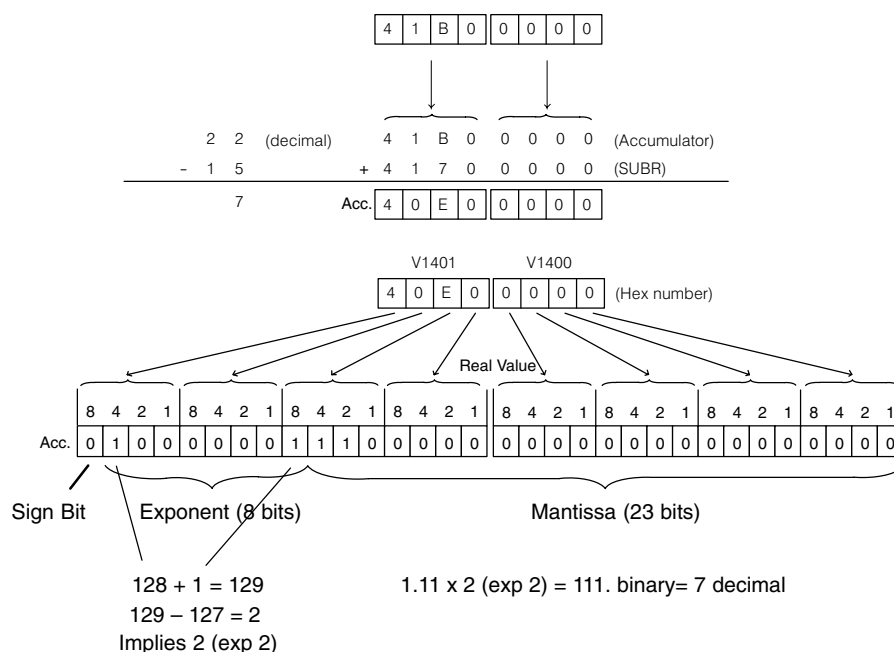 4 1 B 0 0 0 0 0
2 2 (decimal) 4 1 B 0 0 0 0 0 (Accumulator)
- 1 5 + 4 1 7 0 0 0 0 0 (SUBR)
7 Acc. 4 0 E 0 0 0 0 0
V1401 V1400
4 0 E 0 0 0 0 0 (Hex number)
Real Value
8 4 2 1 8 4 2 1 8 4 2 1 8 4 2 1 8 4 2 1 8 4 2 1 8 4 2 1 8 4 2 1
Acc. 0 1 0 0 0 0 0 0 1 1 1 0 0 0 0 0 0 0 0 0 0 0 0 0 0 0 0 0 0 0 0 0
Sign Bit Exponent (8 bits) Mantissa (23 bits)
128 + 1 = 129 1.11 x 2 (exp 2) = 111. binary= 7 decimal
129 – 127 = 2
Implies 2 (exp 2)